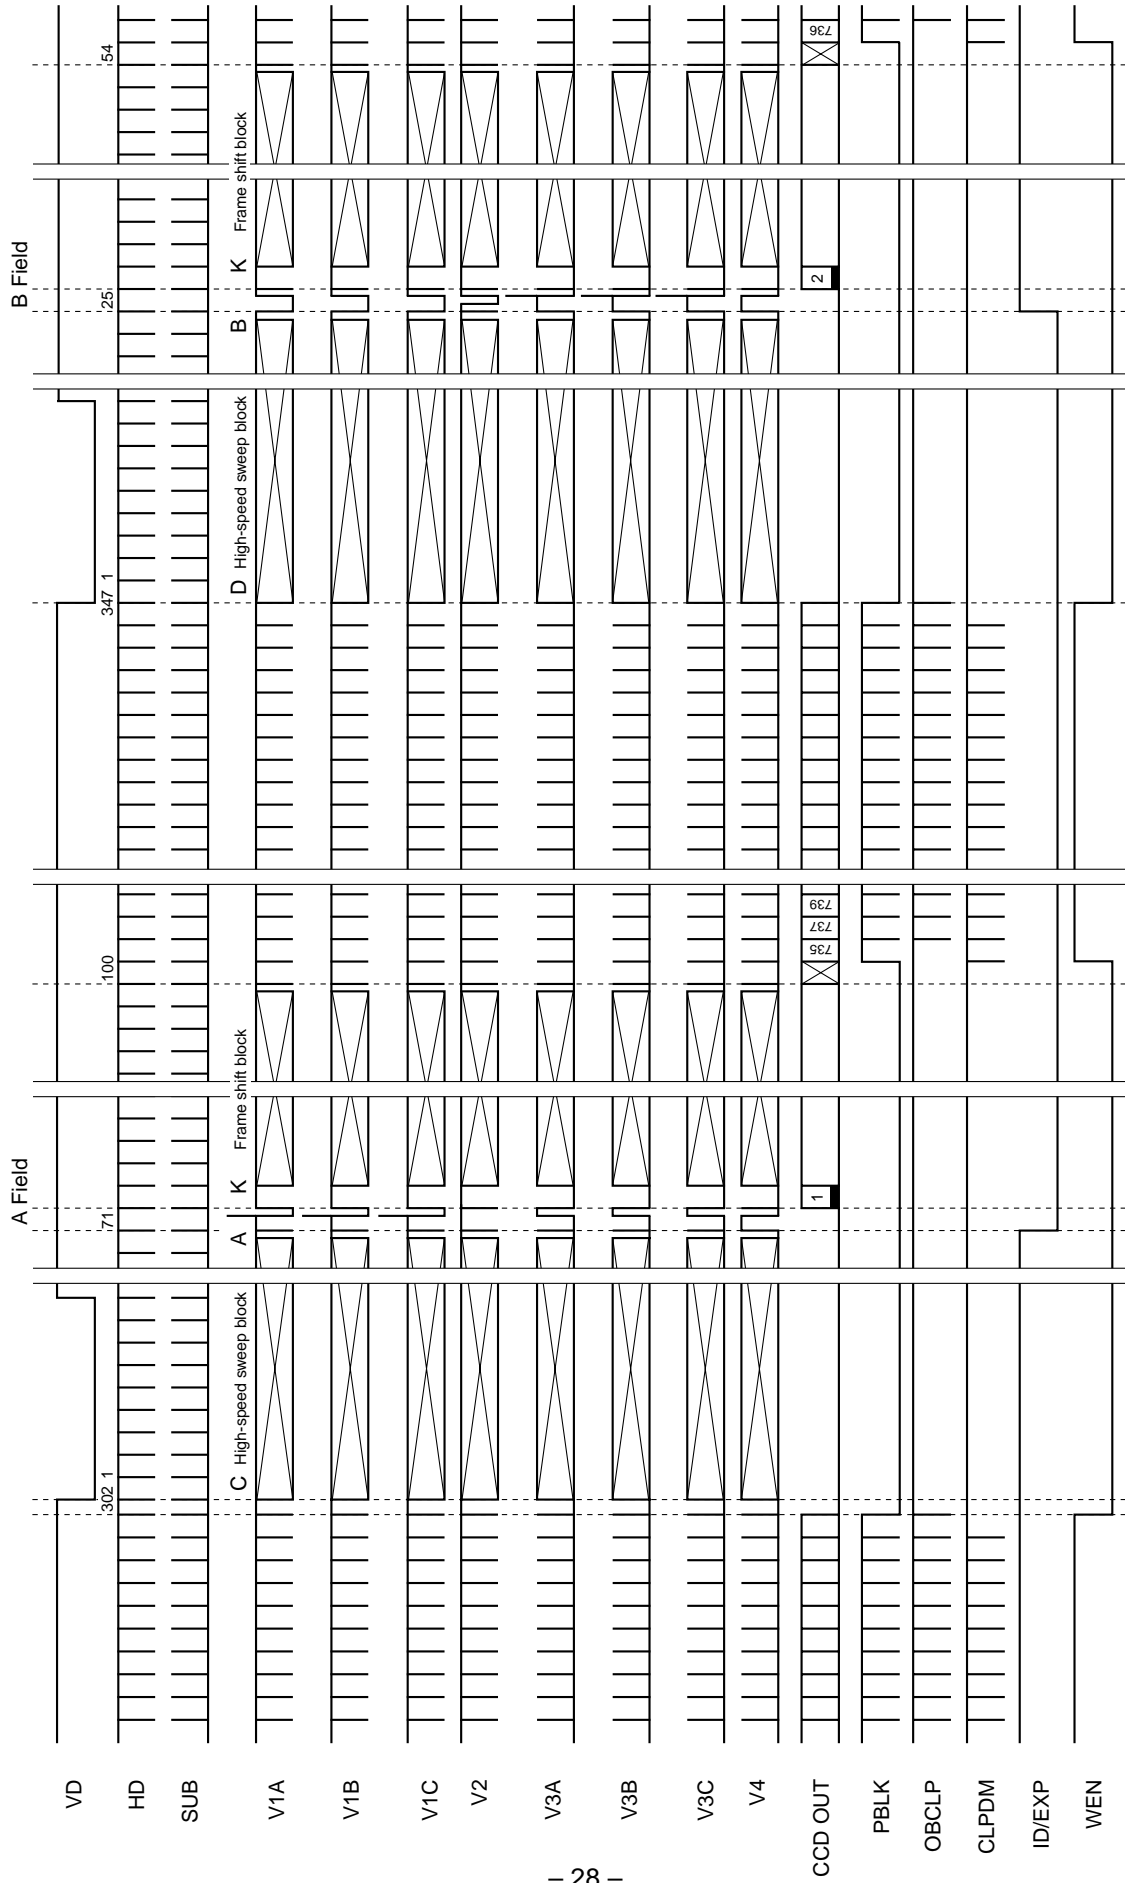 A Field B Field
VD
302 1 71 100 347 1 25 54
HD
SUB
C High-speed sweep block A K Frame shift block D High-speed sweep block B K Frame shift block
V1A
V1B
V1C
V2
V3A
V3B
V3C
V4
CCD OUT 1 735 737 739 2 736
PBLK
OBCLP
CLPDM
ID/EXP
WEN
– 28 –